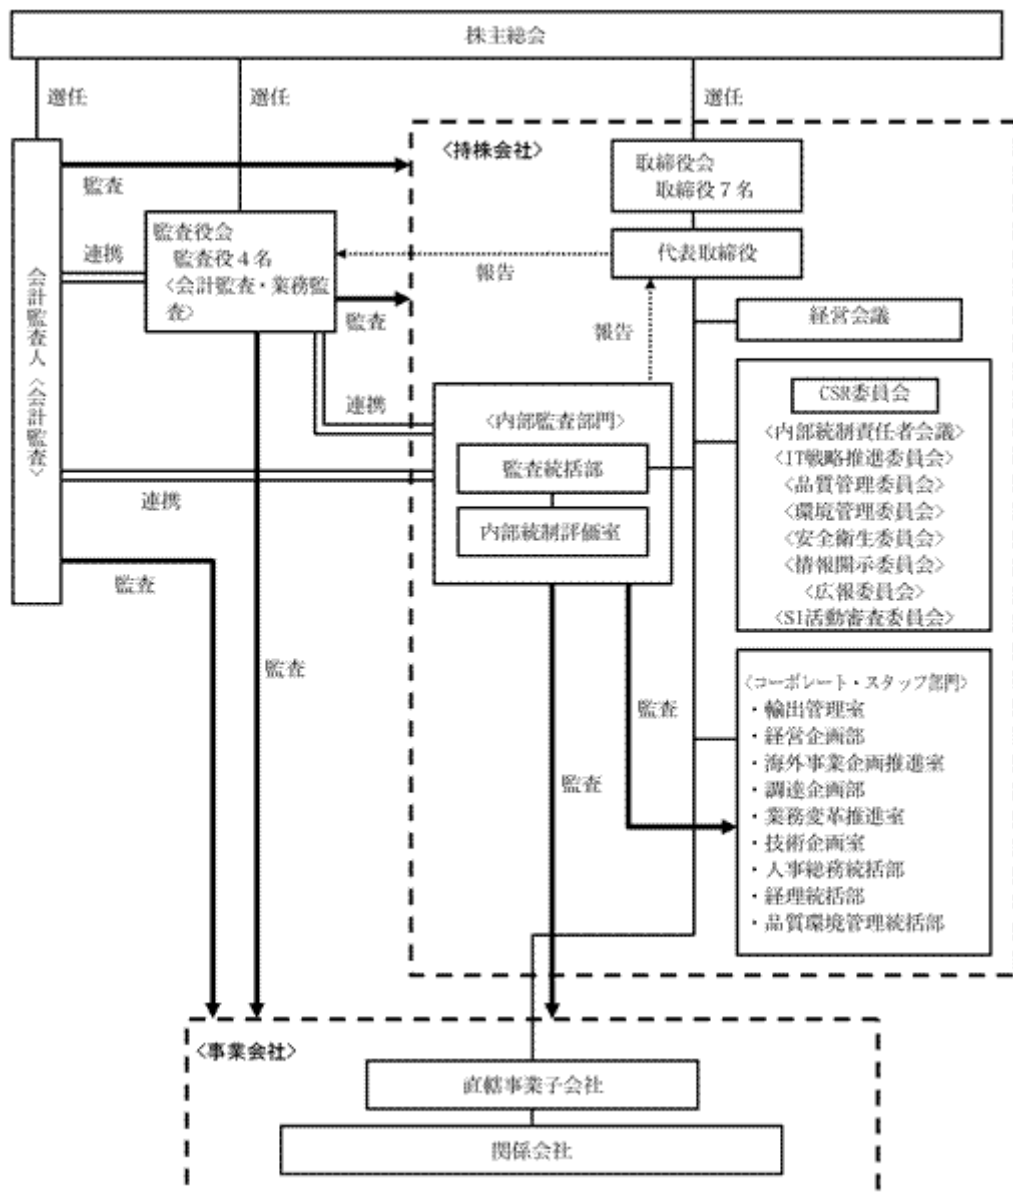 株主総会
選任
選任
選任
<持株会社>
取締役会
取締役7名
監査
監査役会
監査役4名
<会計監査・業務監
査>
連携
代表取締役
報告
監査
報告
経営会議
会計監査人<会計監査>
CSR委員会
<内部統制責任者会議>
<IT戦略推進委員会>
<品質管理委員会>
<環境管理委員会>
<安全衛生委員会>
<情報開示委員会>
<広報委員会>
<SI活動審査委員会>
連携
<内部監査部門>
監査統括部
内部統制評価室
連携
監査
監査
監査
監査
<コーポレート・スタッフ部門>
・輸出管理室
・経営企画部
・海外事業企画推進室
・調達企画部
・業務変革推進室
・技術企画室
・人事総務統括部
・経理統括部
・品質環境管理統括部
<事業会社>
直轄事業子会社
関係会社